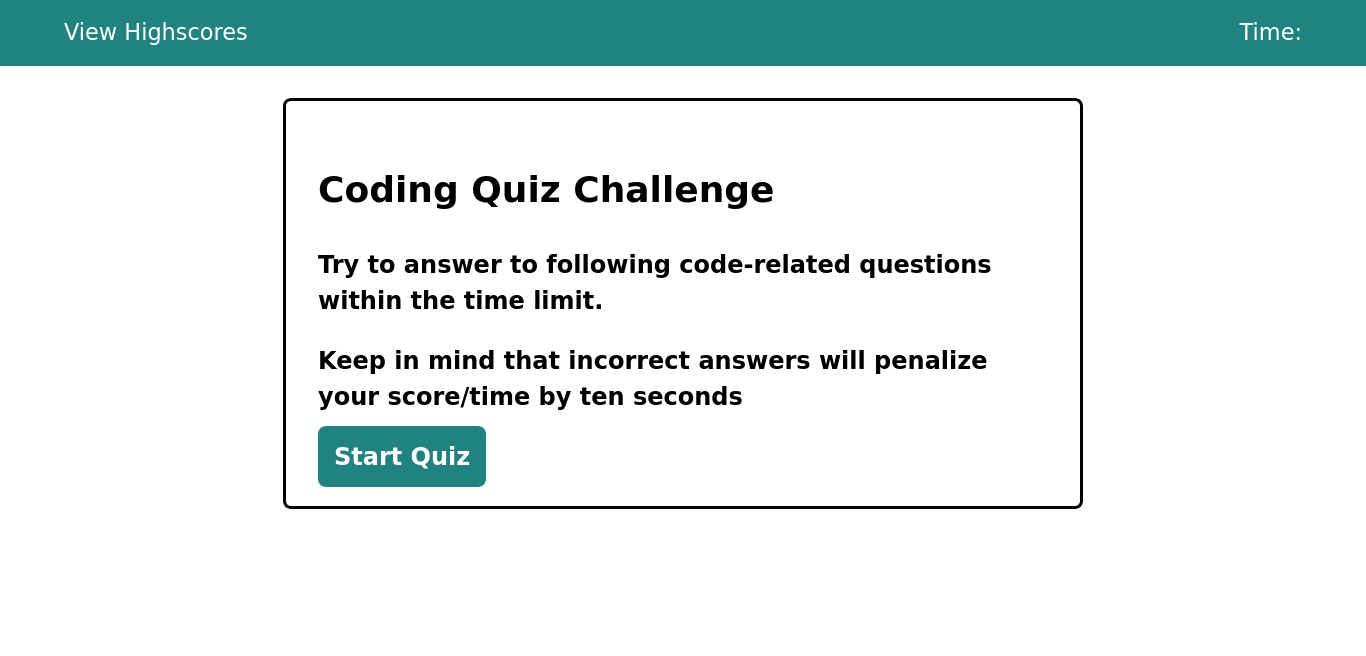 View Highscores
Time:
Coding Quiz Challenge
Try to answer to following code-related questions
within the time limit.
Keep in mind that incorrect answers will penalize
your score/time by ten seconds
Start Quiz